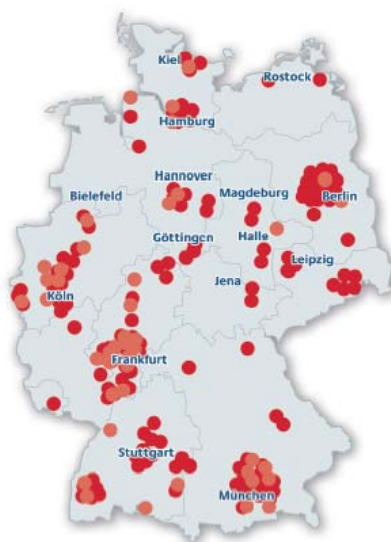 Kiel
Rostock
Hamburg
Hannover
Magdeburg
Berlin
Bielefeld
Göttingen
Halle
Leipzig
Jena
Köln
Frankfurt
Stuttgart
München